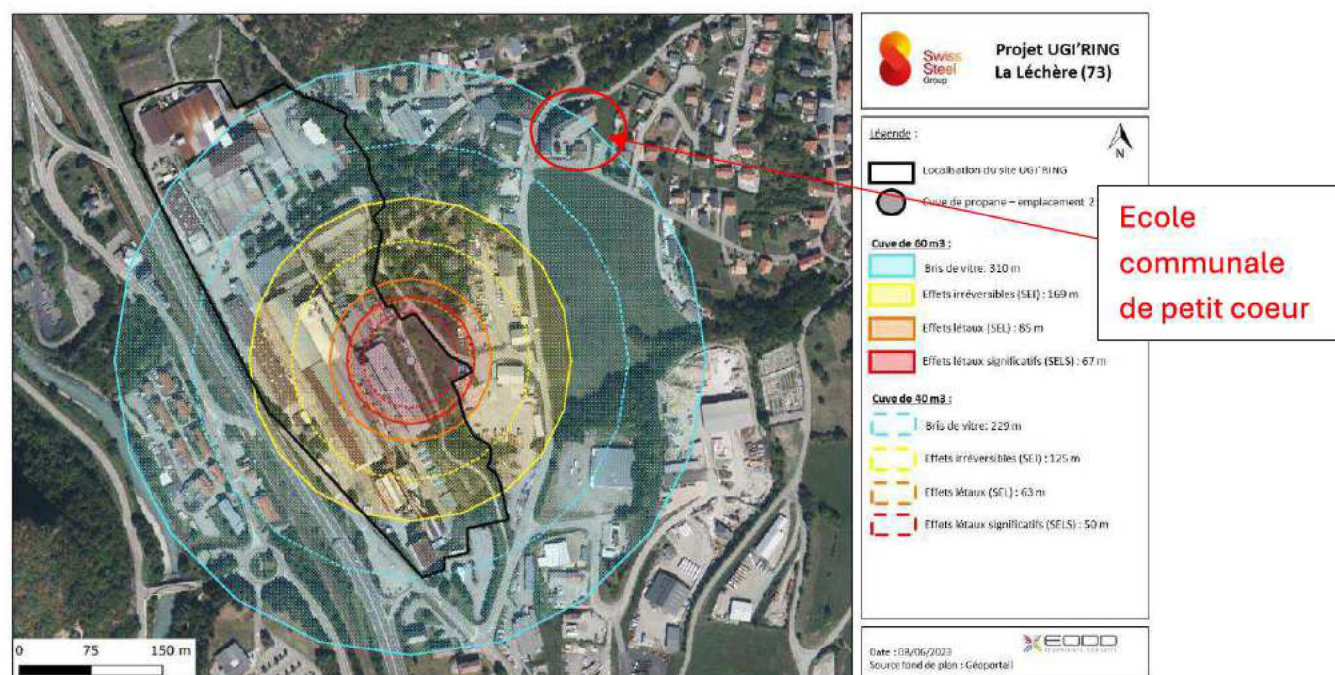 Swiss
Steel
Group
Projet UGI'RING
La Léchère (73)
Légende :
N
Localisation du site UGI'RING
Cuve de propane – emplacement 2
Cuve de 60 m3 :
Bris de vitre: 310 m
Effets irréversibles (SEI) : 169 m
Effets létaux (SEL) : 85 m
Effets létaux significatifs (SELS) : 67 m
Cuve de 40 m3 :
Bris de vitre: 229 m
Effets irréversibles (SEI) : 125 m
Effets létaux (SEL) : 63 m
Effets létaux significatifs (SELS) : 50 m
Ecole
communale
de petit coeur
0 75 150 m
EODD
Date : 08/06/2023
Source fond de plan : Géoportail